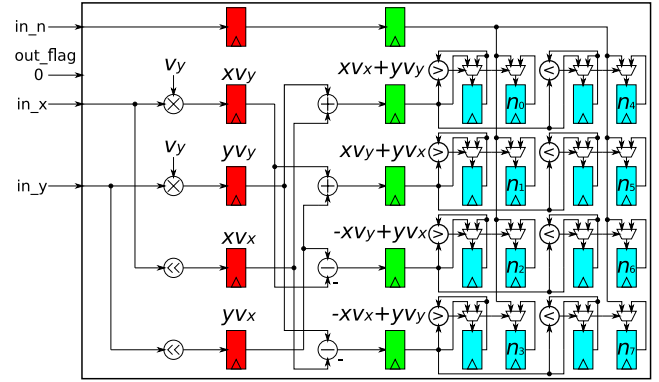 in_n
out_flag
0
in_x
in_y
vy
xvy
xvx+yvy
> < n0 n4
vy
yvy
xvy+yvx
> < n1 n5
<<
xvx
-xvy+yvx
-
> < n2 n6
<<
yvx
-xvx+yvy
-
> < n3 n7